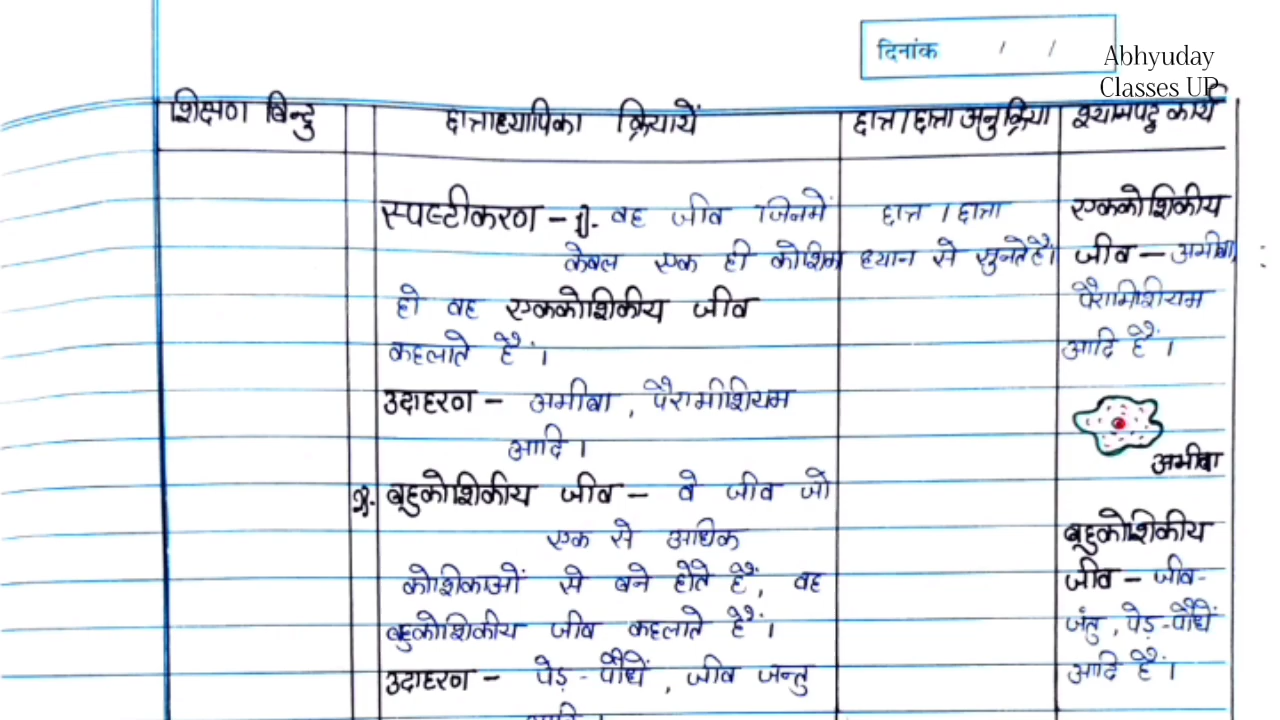 दिनांक / /
Abhyuday
Classes UP
शिक्षण बिन्दु छात्राध्यापिका क्रियायें छात्र/छात्रा अनुक्रिया श्यामपट्ट कार्य
स्पष्टीकरण - 1. वह जीव जिनमें
केवल एक ही कोशिका
हो वह एककोशिकीय जीव
कहलाते हैं।
उदाहरण - अमीबा, पैरामीशियम
आदि।
2. बहुकोशिकीय जीव - वे जीव जो
एक से अधिक
कोशिकाओं से बने होते हैं, वह
बहुकोशिकीय जीव कहलाते हैं।
उदाहरण - पेड़-पौधें, जीव जन्तु
आदि।
छात्र/छात्रा
ध्यान से सुनते हैं।
एककोशिकीय
जीव - अमीबा,
पैरामिशीयम
आदि हैं।
अमीबा
बहुकोशिकीय
जीव - जीव-
जंतु, पेड़-पौधें
आदि हैं।